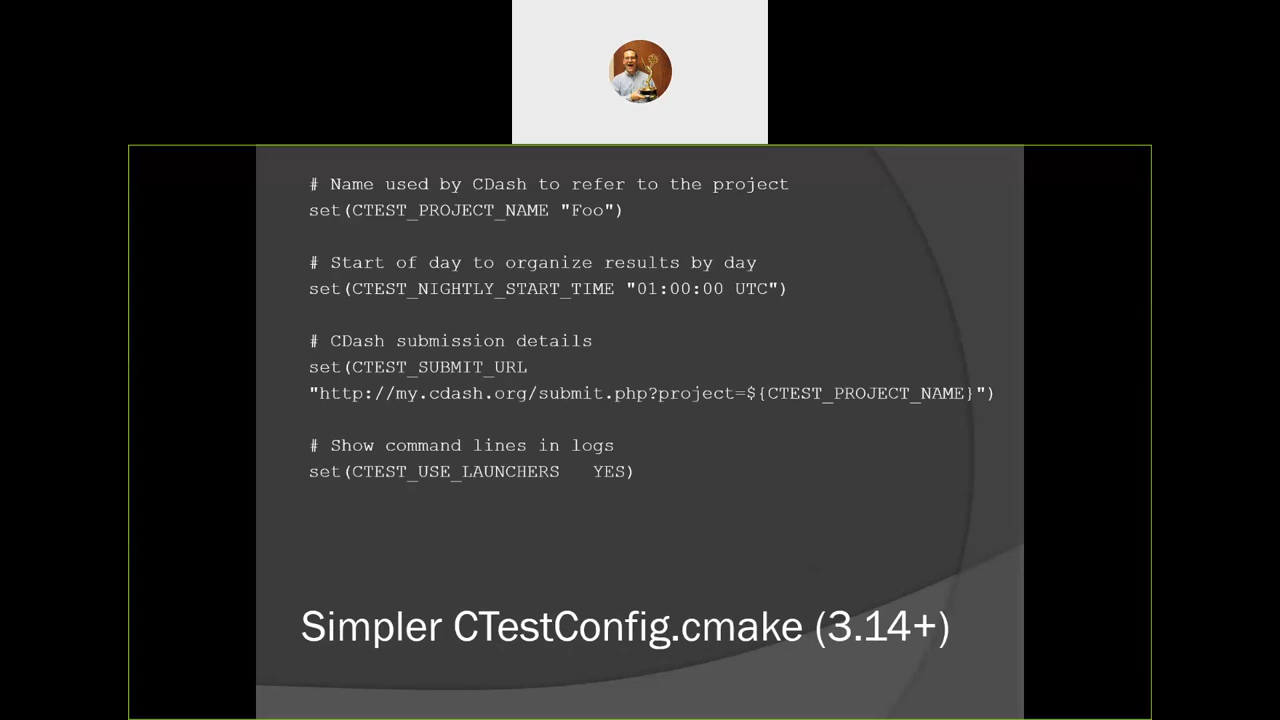 # Name used by CDash to refer to the project
set(CTEST_PROJECT_NAME "Foo")
# Start of day to organize results by day
set(CTEST_NIGHTLY_START_TIME "01:00:00 UTC")
# CDash submission details
set(CTEST_SUBMIT_URL
"http://my.cdash.org/submit.php?project=${CTEST_PROJECT_NAME}")
# Show command lines in logs
set(CTEST_USE_LAUNCHERS   YES)
Simpler CTestConfig.cmake (3.14+)